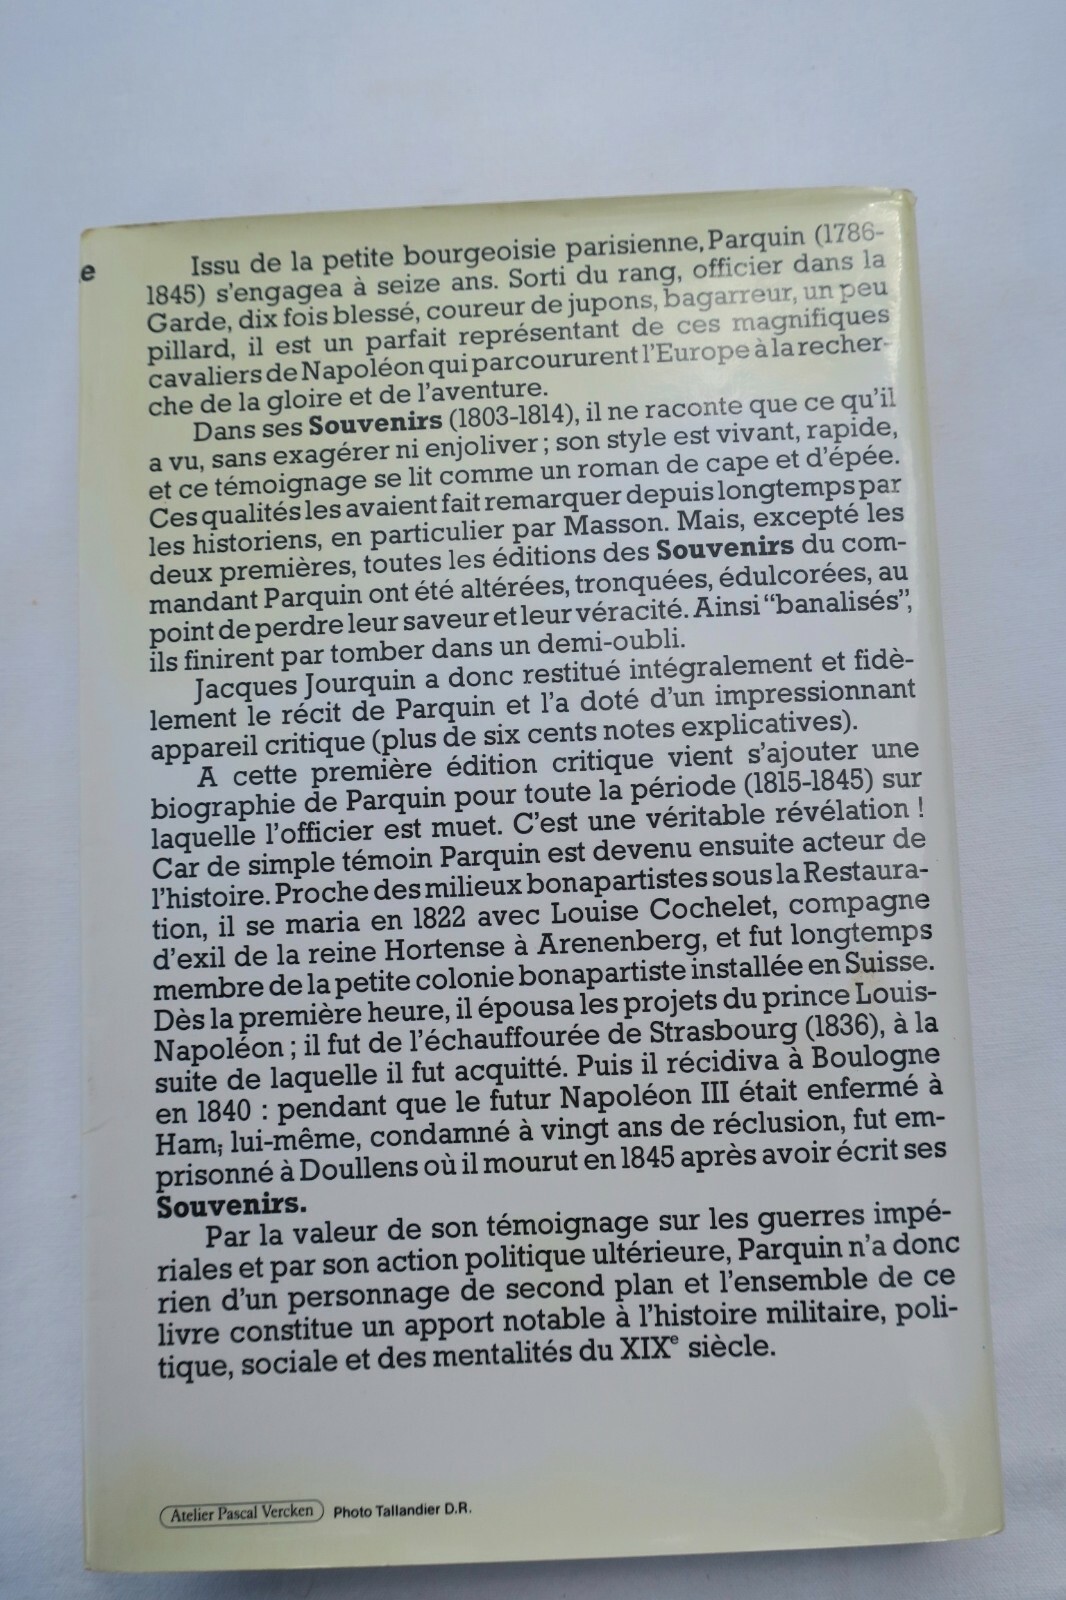 e
Issu de la petite bourgeoisie parisienne, Parquin (1786-
1845) s'engagea à seize ans. Sorti du rang, officier dans la
Garde, dix fois blessé, coureur de jupons, bagarreur, un peu
pillard, il est un parfait représentant de ces magnifiques
cavaliers de Napoléon qui parcoururent l'Europe à la recher-
che de la gloire et de l'aventure.
Dans ses Souvenirs (1803-1814), il ne raconte que ce qu'il
a vu, sans exagérer ni enjoliver ; son style est vivant, rapide,
et ce témoignage se lit comme un roman de cape et d'épée.
Ces qualités les avaient fait remarquer depuis longtemps par
les historiens, en particulier par Masson. Mais, excepté les
deux premières, toutes les éditions des Souvenirs du com-
mandant Parquin ont été altérées, tronquées, édulcorées, au
point de perdre leur saveur et leur véracité. Ainsi "banalisés",
ils finirent par tomber dans un demi-oubli.
Jacques Jourquin a donc restitué intégralement et fidè-
lement le récit de Parquin et l'a doté d'un impressionnant
appareil critique (plus de six cents notes explicatives).
A cette première édition critique vient s'ajouter une
biographie de Parquin pour toute la période (1815-1845) sur
laquelle l'officier est muet. C'est une véritable révélation !
Car de simple témoin Parquin est devenu ensuite acteur de
l'histoire. Proche des milieux bonapartistes sous la Restaura-
tion, il se maria en 1822 avec Louise Cochelet, compagne
d'exil de la reine Hortense à Arenenberg, et fut longtemps
membre de la petite colonie bonapartiste installée en Suisse.
Dès la première heure, il épousa les projets du prince Louis-
Napoléon ; il fut de l'échauffourée de Strasbourg (1836), à la
suite de laquelle il fut acquitté. Puis il récidiva à Boulogne
en 1840 : pendant que le futur Napoléon III était enfermé à
Ham, lui-même, condamné à vingt ans de réclusion, fut em-
prisonné à Doullens où il mourut en 1845 après avoir écrit ses
Souvenirs.
Par la valeur de son témoignage sur les guerres impé-
riales et par son action politique ultérieure, Parquin n'a donc
rien d'un personnage de second plan et l'ensemble de ce
livre constitue un apport notable à l'histoire militaire, poli-
tique, sociale et des mentalités du XIXe siècle.
Atelier Pascal Vercken Photo Tallandier D.R.